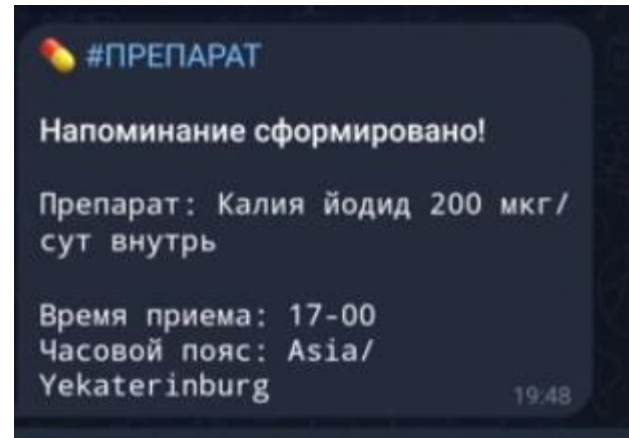 #ПРЕПАРАТ
Напоминание сформировано!
Препарат: Калия йодид 200 мкг/
сут внутрь
Время приема: 17-00
Часовой пояс: Asia/
Yekaterinburg
19:48